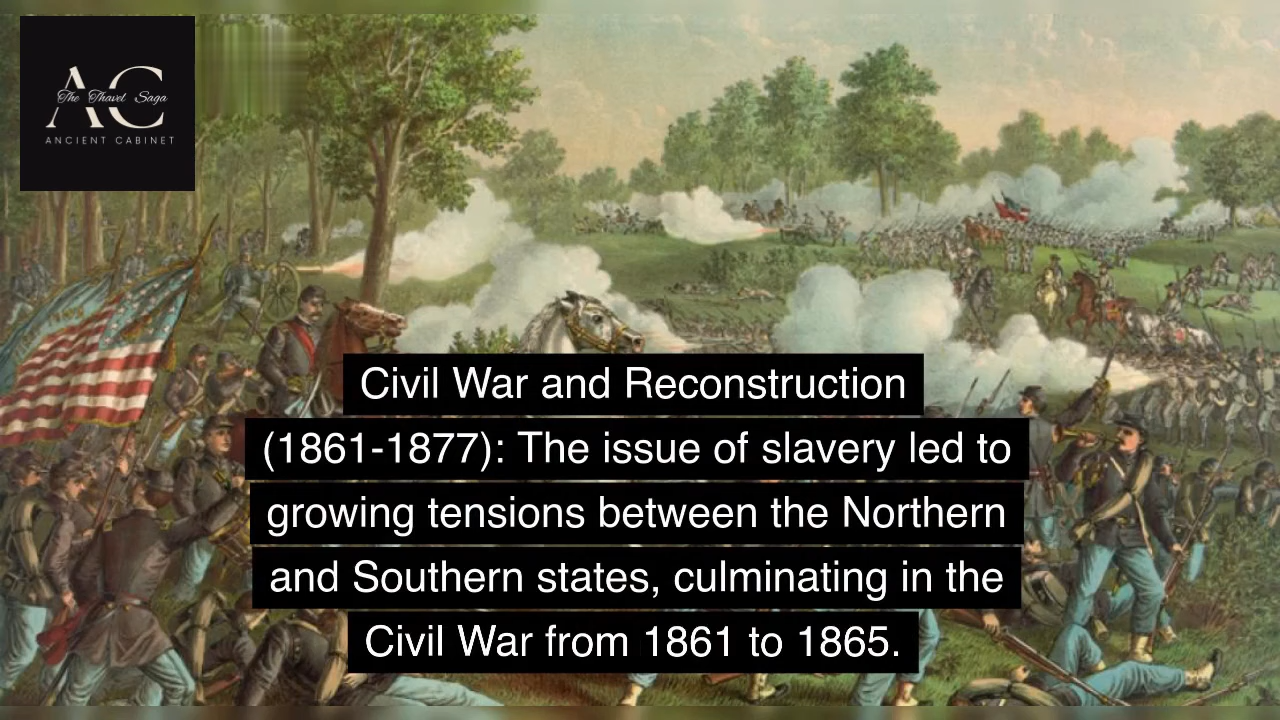 AC
The Thavel Saga
ANCIENT CABINET
Civil War and Reconstruction
(1861-1877): The issue of slavery led to
growing tensions between the Northern
and Southern states, culminating in the
Civil War from 1861 to 1865.